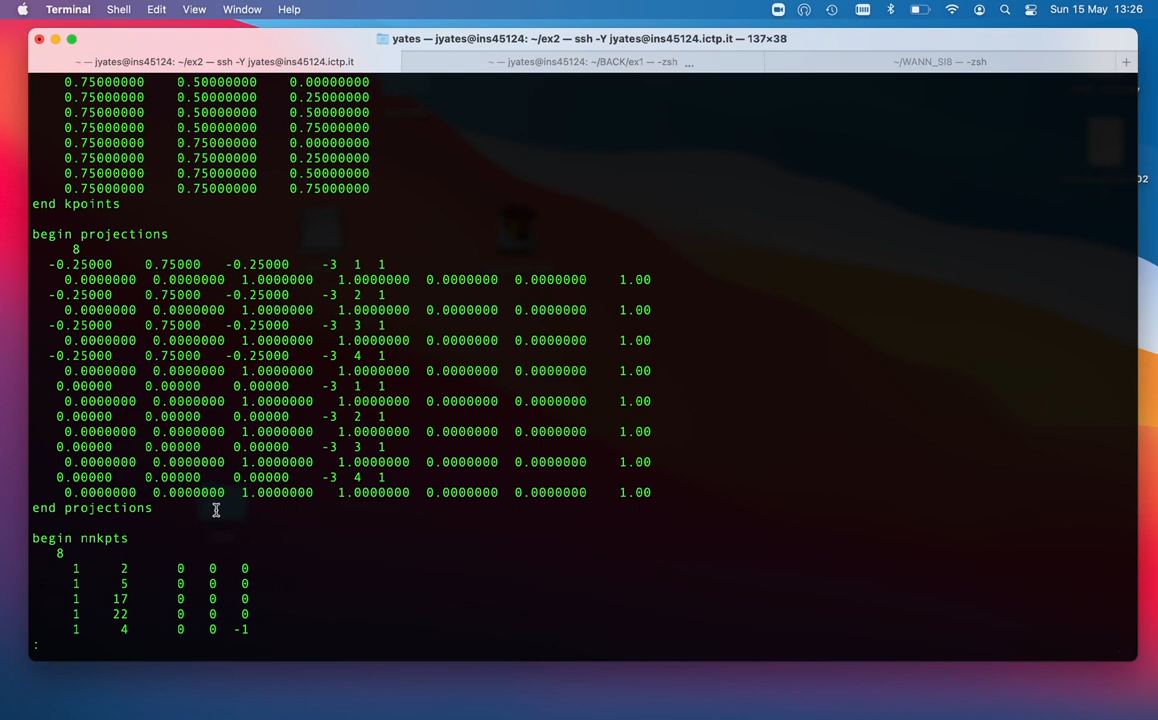 Terminal Shell Edit View Window Help Sun 15 May 13:26
yates — jyates@ins45124: ~/ex2 — ssh -Y jyates@ins45124.ictp.it — 137×38
~ — jyates@ins45124: ~/ex2 — ssh -Y jyates@ins45124.ictp.it ~ — jyates@ins45124: ~/BACK/ex1 — -zsh ... ~/WANN_SI8 — -zsh +
0.75000000 0.50000000 0.00000000
0.75000000 0.50000000 0.25000000
0.75000000 0.50000000 0.50000000
0.75000000 0.50000000 0.75000000
0.75000000 0.75000000 0.00000000
0.75000000 0.75000000 0.25000000
0.75000000 0.75000000 0.50000000
0.75000000 0.75000000 0.75000000
end kpoints
begin projections
8
-0.25000 0.75000 -0.25000 -3 1 1
0.0000000 0.0000000 1.0000000 1.0000000 0.0000000 0.0000000 1.00
-0.25000 0.75000 -0.25000 -3 2 1
0.0000000 0.0000000 1.0000000 1.0000000 0.0000000 0.0000000 1.00
-0.25000 0.75000 -0.25000 -3 3 1
0.0000000 0.0000000 1.0000000 1.0000000 0.0000000 0.0000000 1.00
-0.25000 0.75000 -0.25000 -3 4 1
0.0000000 0.0000000 1.0000000 1.0000000 0.0000000 0.0000000 1.00
0.00000 0.00000 0.00000 -3 1 1
0.0000000 0.0000000 1.0000000 1.0000000 0.0000000 0.0000000 1.00
0.00000 0.00000 0.00000 -3 2 1
0.0000000 0.0000000 1.0000000 1.0000000 0.0000000 0.0000000 1.00
0.00000 0.00000 0.00000 -3 3 1
0.0000000 0.0000000 1.0000000 1.0000000 0.0000000 0.0000000 1.00
0.00000 0.00000 0.00000 -3 4 1
0.0000000 0.0000000 1.0000000 1.0000000 0.0000000 0.0000000 1.00
end projections
begin nnkpts
8
1 2 0 0 0
1 5 0 0 0
1 17 0 0 0
1 22 0 0 0
1 4 0 0 -1
:
02